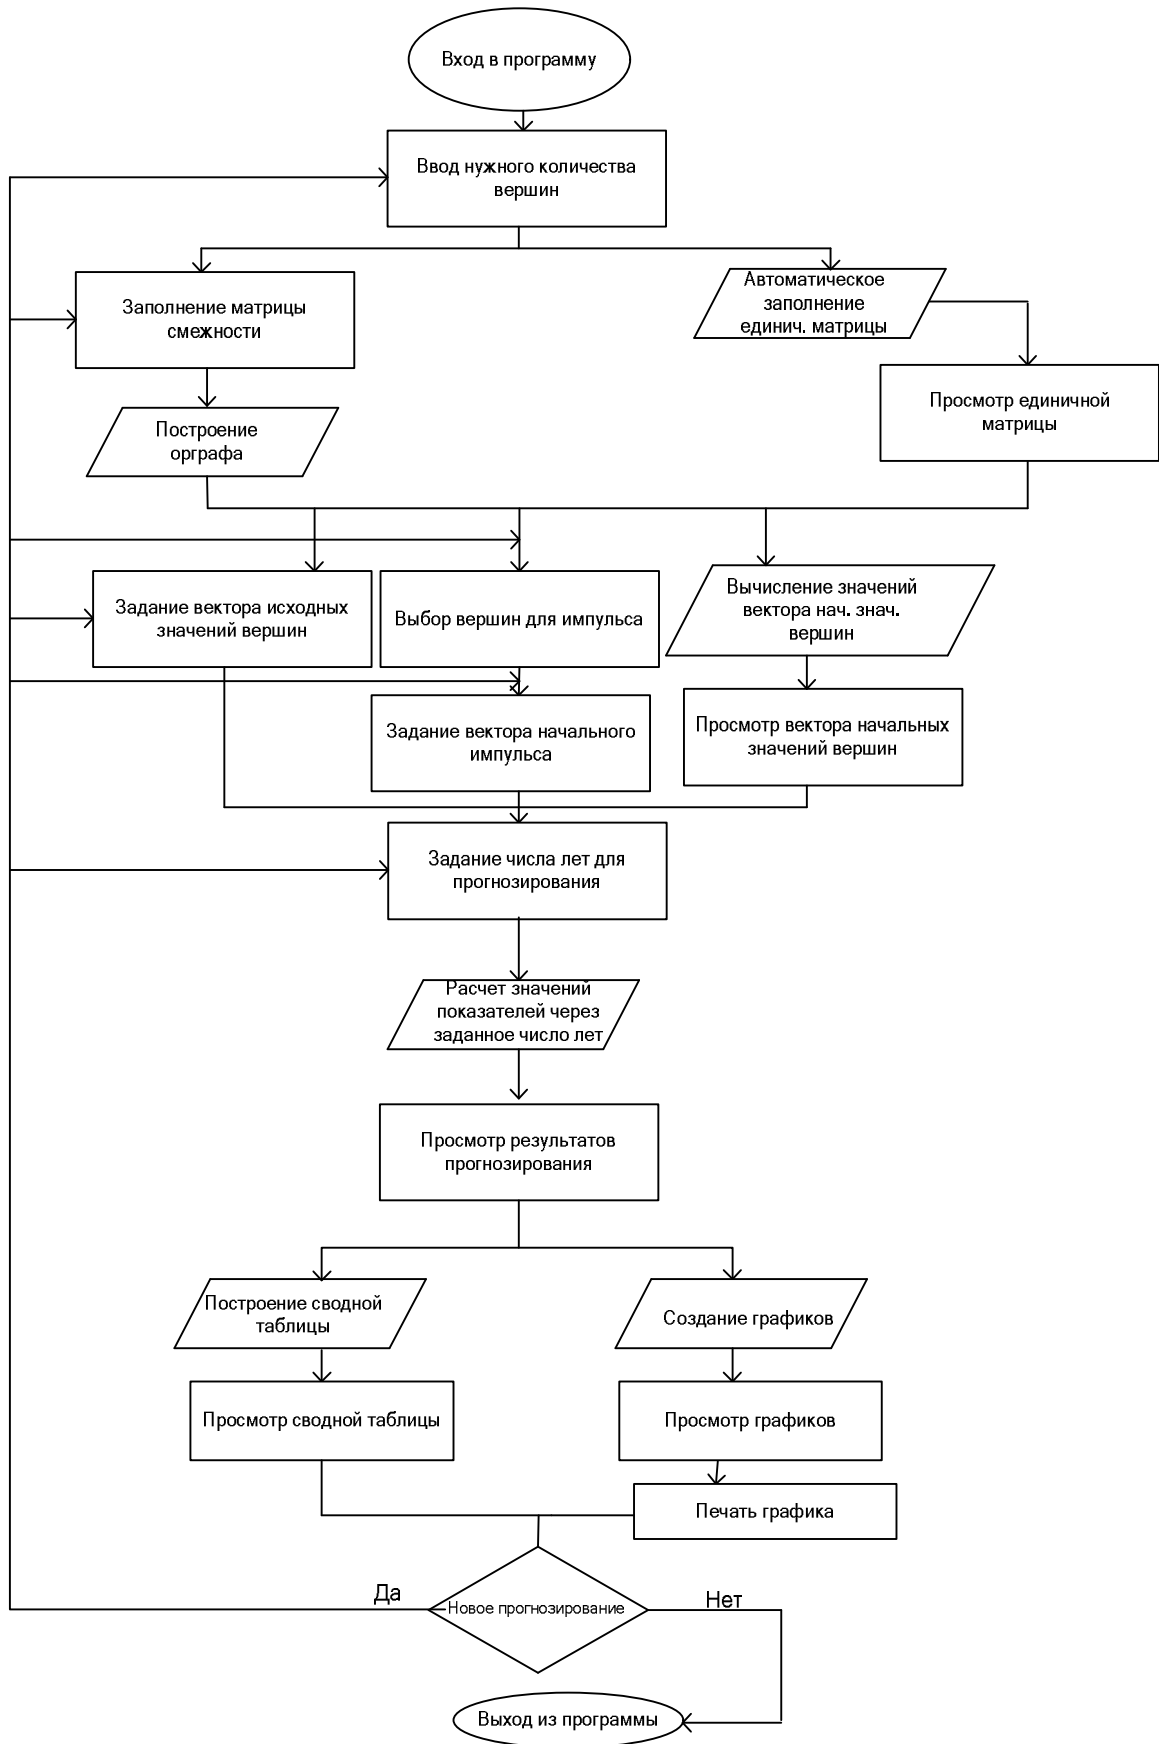 Вход в программу
Ввод нужного количества
вершин
Заполнение матрицы
смежности
Автоматическое
заполнение
единич. матрицы
Просмотр единичной
матрицы
Построение
орграфа
Задание вектора исходных
значений вершин
Выбор вершин для импульса
Вычисление значений
вектора нач. знач.
вершин
Задание вектора начального
импульса
Просмотр вектора начальных
значений вершин
Задание числа лет для
прогнозирования
Расчет значений
показателей через
заданное число лет
Просмотр результатов
прогнозирования
Построение сводной
таблицы
Создание графиков
Просмотр сводной таблицы
Просмотр графиков
Печать графика
Да
Новое прогнозирование
Нет
Выход из программы